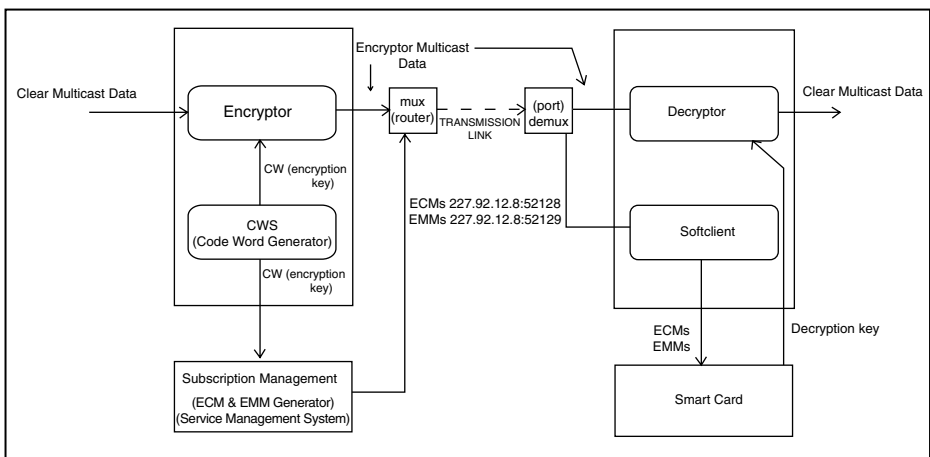 Encryptor Multicast
Data
Clear Multicast Data
Encryptor
mux
(router)
TRANSMISSION
LINK
(port)
demux
Decryptor
Clear Multicast Data
CW (encryption
key)
ECMs 227.92.12.8:52128
EMMs 227.92.12.8:52129
CWS
(Code Word Generator)
Softclient
CW (encryption
key)
ECMs
EMMs
Decryption key
Subscription Management
(ECM & EMM Generator)
(Service Management System)
Smart Card